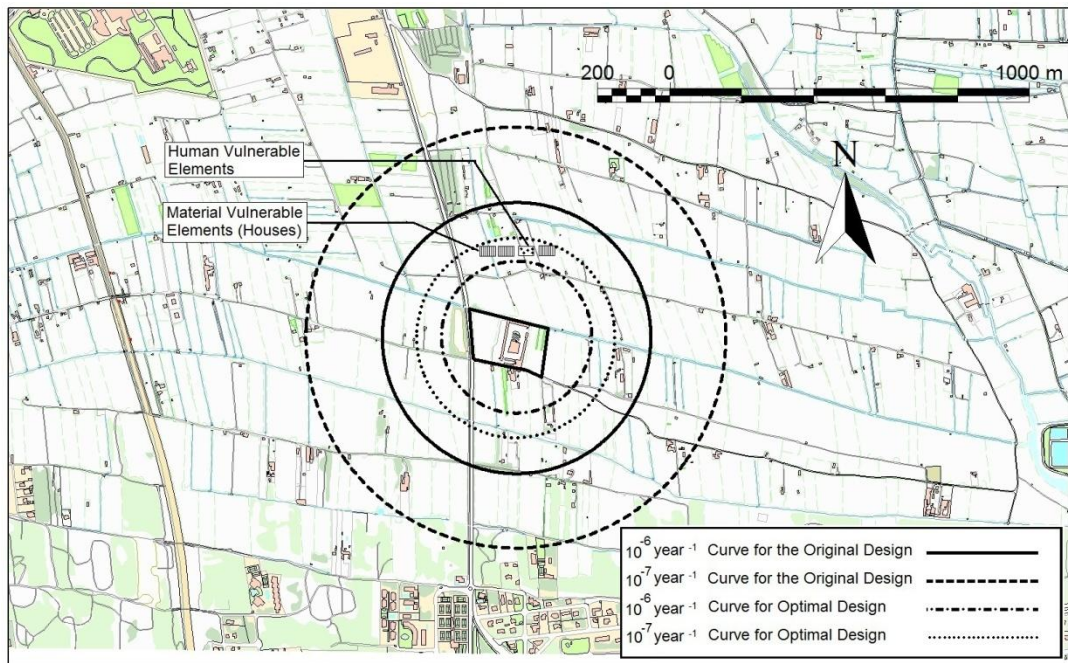 200 0 1000 m
Human Vulnerable
Elements
N
Material Vulnerable
Elements (Houses)
10⁻⁶ year ⁻¹ Curve for the Original Design
10⁻⁷ year ⁻¹ Curve for the Original Design
10⁻⁶ year ⁻¹ Curve for Optimal Design
10⁻⁷ year ⁻¹ Curve for Optimal Design